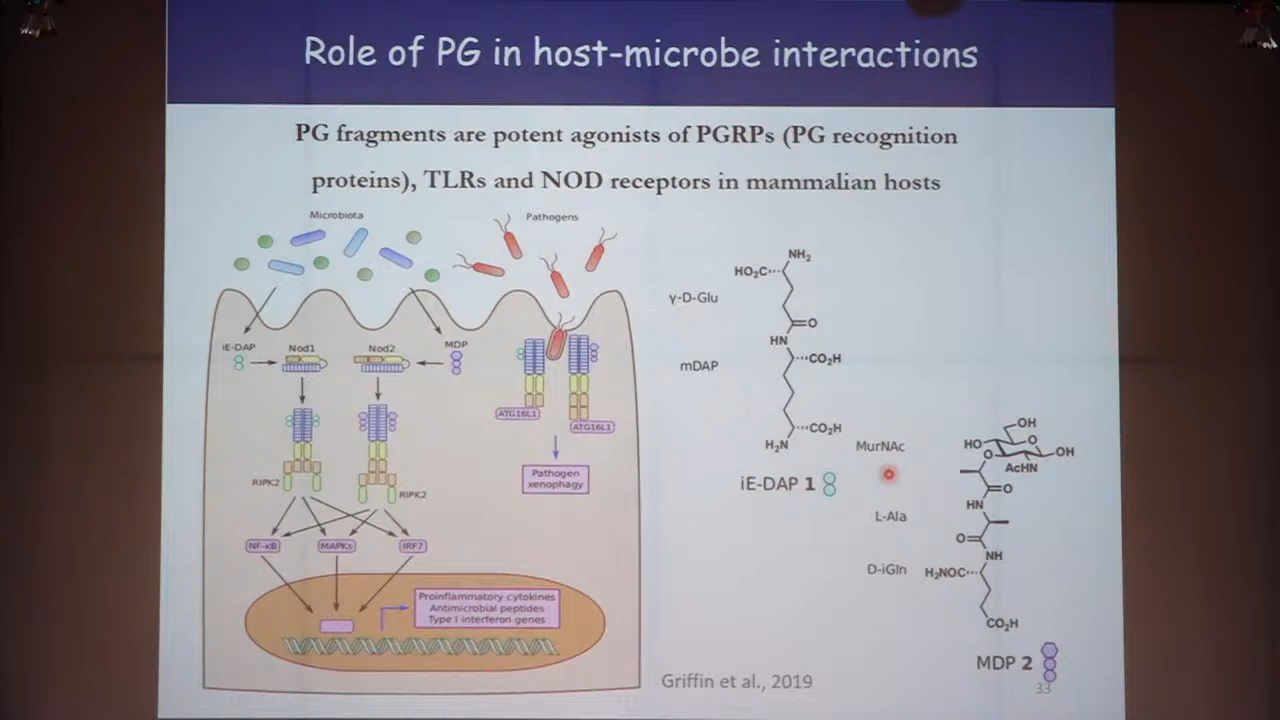 Role of PG in host-microbe interactions
PG fragments are potent agonists of PGRPs (PG recognition
proteins), TLRs and NOD receptors in mammalian hosts
Microbiota
Pathogens
iE-DAP
Nod1
Nod2
MDP
ATG16L1
ATG16L1
Pathogen
xenophagy
RIPK2
RIPK2
NF-κB
MAPKs
IRF7
Proinflammatory cytokines
Antimicrobial peptides
Type I interferon genes
NH₂
HO₂C
γ-D-Glu
O
HN
CO₂H
mDAP
CO₂H
H₂N
iE-DAP 1
MurNAc
OH
HO
O
OH
O
AcHN
O
HN
L-Ala
O
NH
D-iGln
H₂NOC
CO₂H
MDP 2
Griffin et al., 2019
33